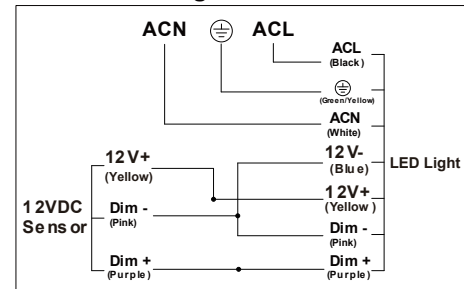 ACN ACL
ACL
(Black)
(Green/Yellow)
ACN
(White)
12V-
(Blue)
LED Light
12V+
(Yellow)
12V+
(Yellow)
12VDC
Sensor
Dim -
(Pink)
Dim -
(Pink)
Dim +
(Purple)
Dim +
(Purple)